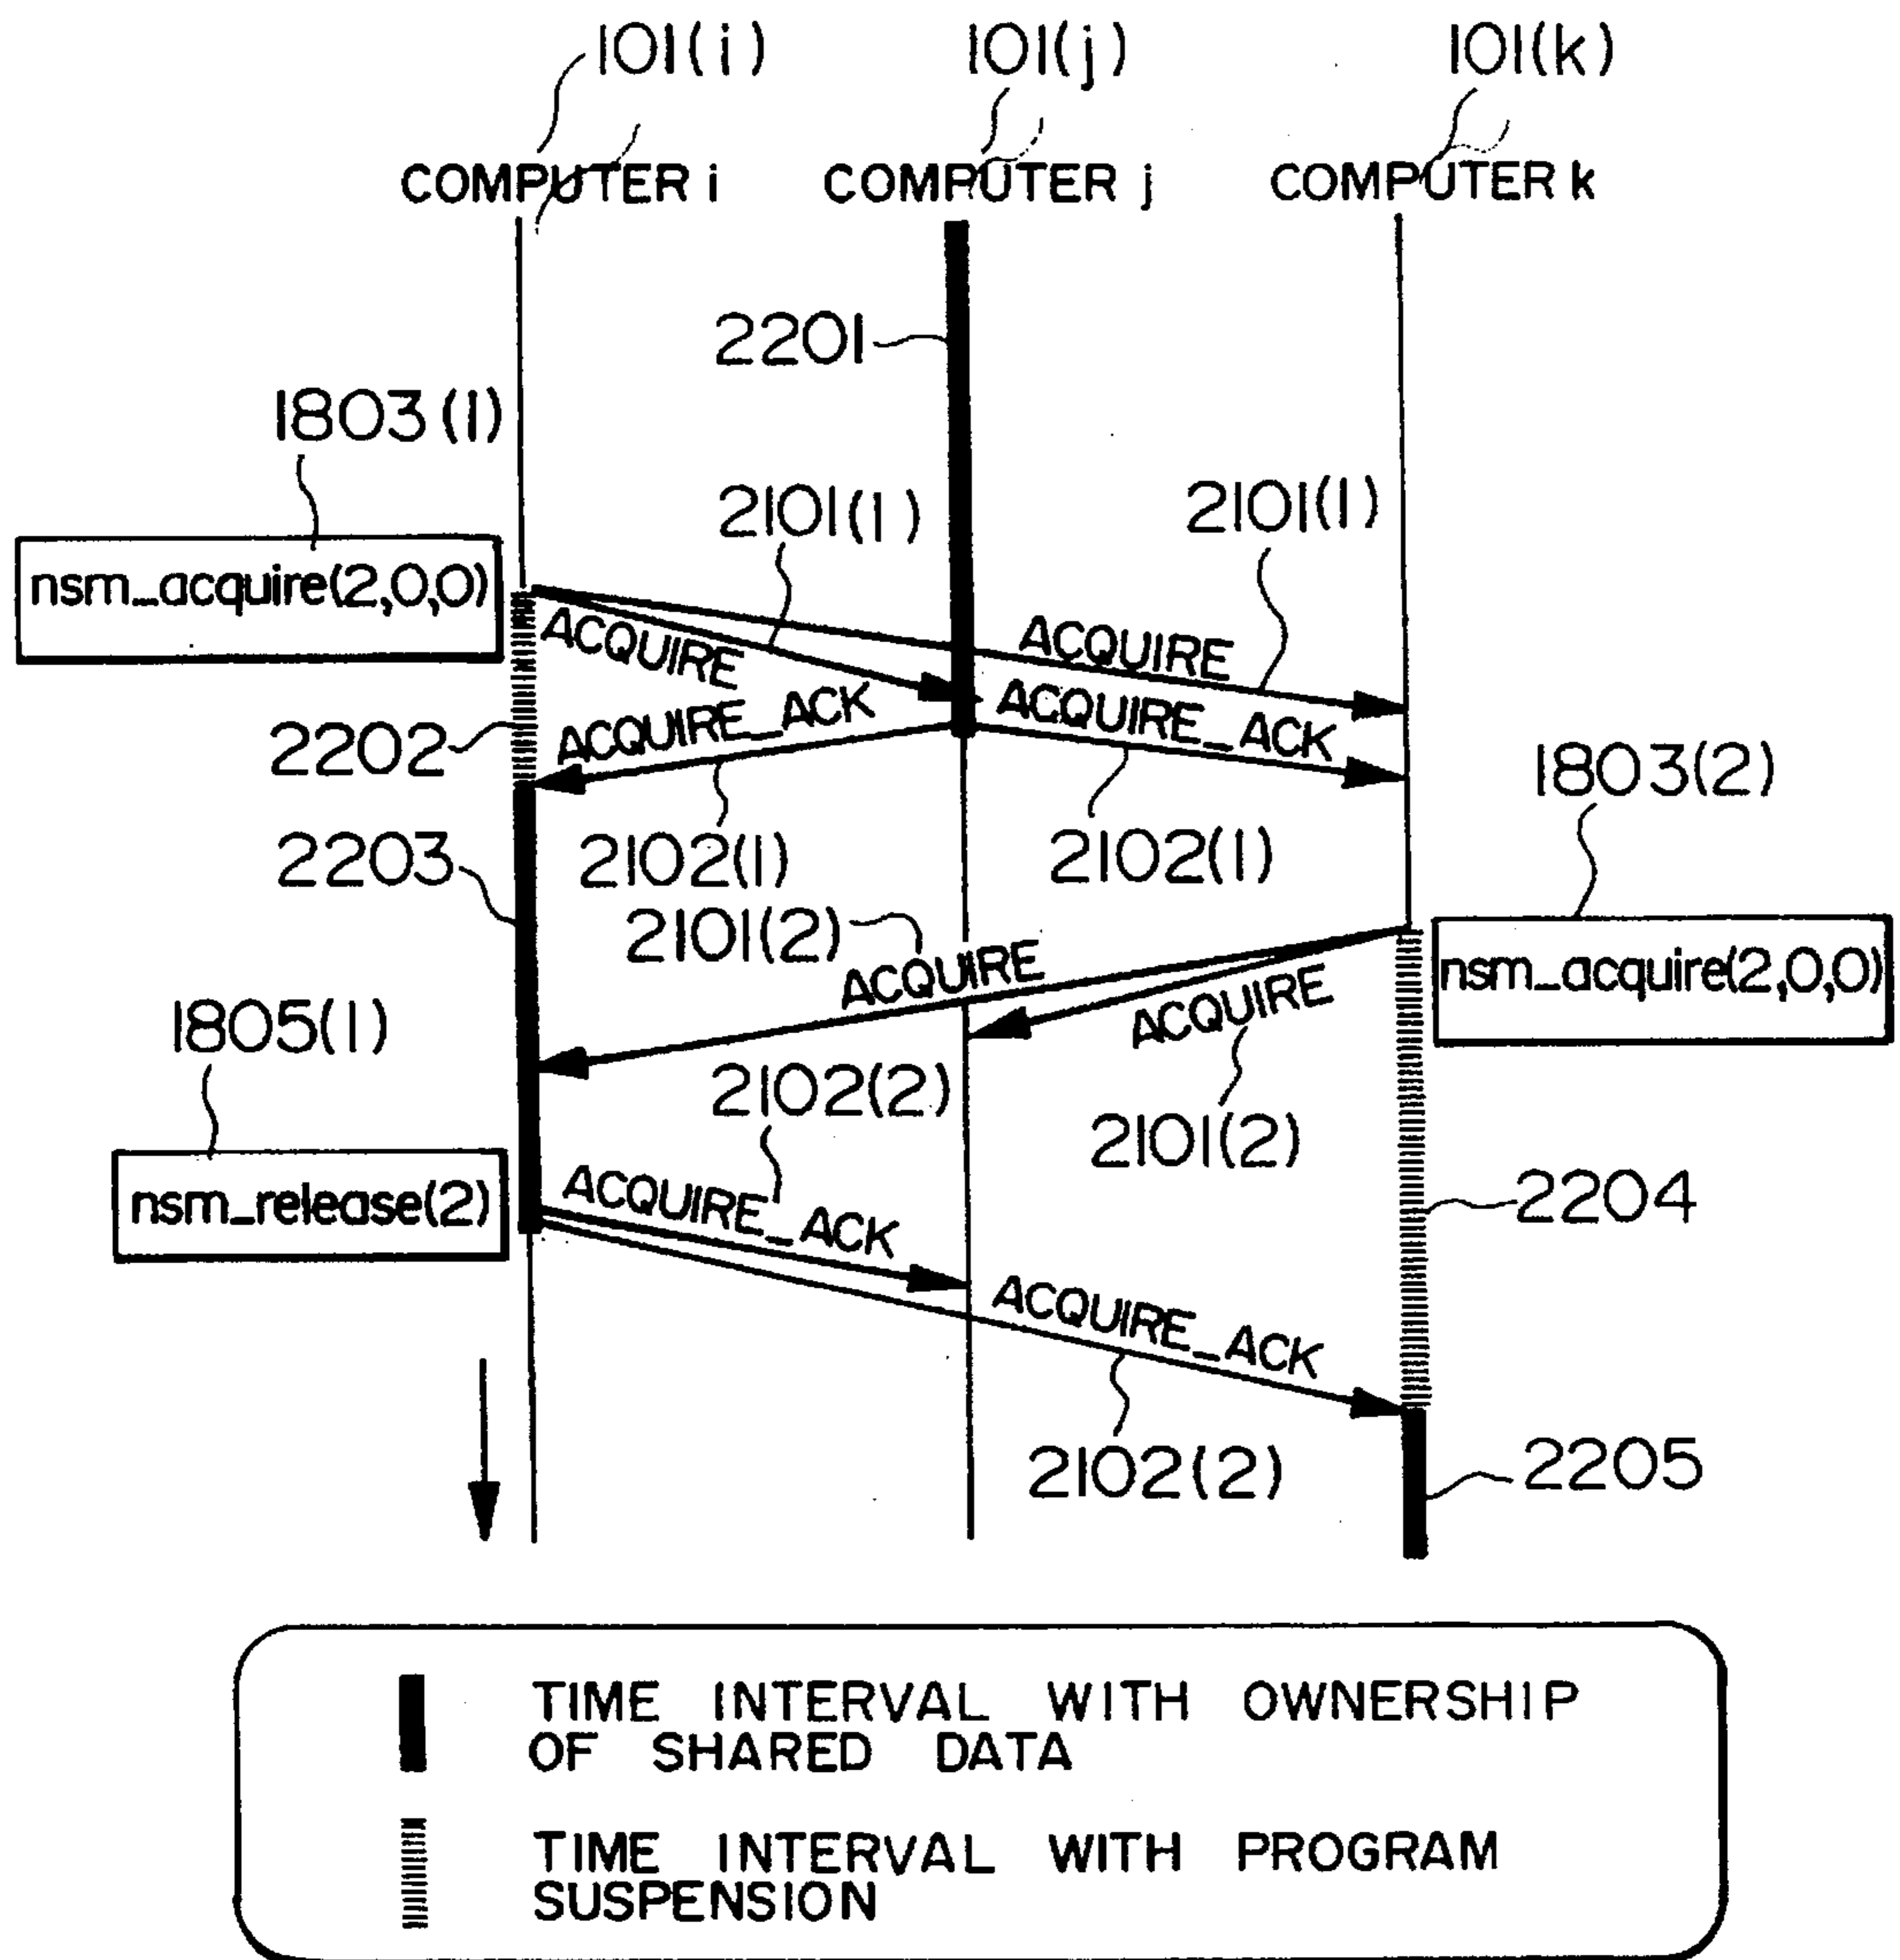 101(i) 101(j) 101(k)
COMPUTER i COMPUTER j COMPUTER k
2201
1803(1)
2101(1) 2101(1)
nsm_acquire(2,0,0)
ACQUIRE ACQUIRE
ACQUIRE_ACK ACQUIRE_ACK
2202
1803(2)
2203 2102(1) 2102(1)
2101(2)
ACQUIRE
nsm_acquire(2,0,0)
ACQUIRE
1805(1)
2102(2)
2101(2)
nsm_release(2)
ACQUIRE_ACK
2204
ACQUIRE_ACK
2102(2)
2205
TIME INTERVAL WITH OWNERSHIP
OF SHARED DATA
TIME INTERVAL WITH PROGRAM
SUSPENSION